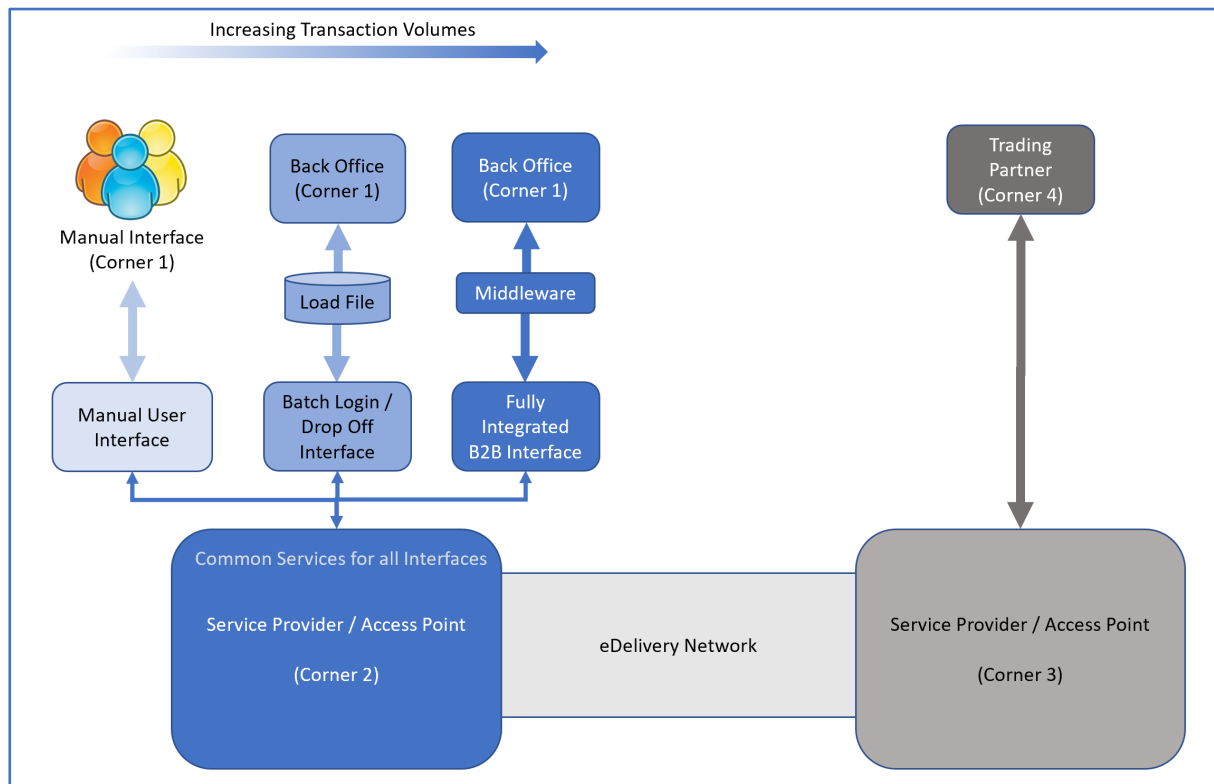 Increasing Transaction Volumes
Manual Interface
(Corner 1)
Back Office
(Corner 1)
Back Office
(Corner 1)
Trading
Partner
(Corner 4)
Load File
Middleware
Manual User
Interface
Batch Login /
Drop Off
Interface
Fully
Integrated
B2B Interface
Common Services for all Interfaces
Service Provider / Access Point
(Corner 2)
eDelivery Network
Service Provider / Access Point
(Corner 3)